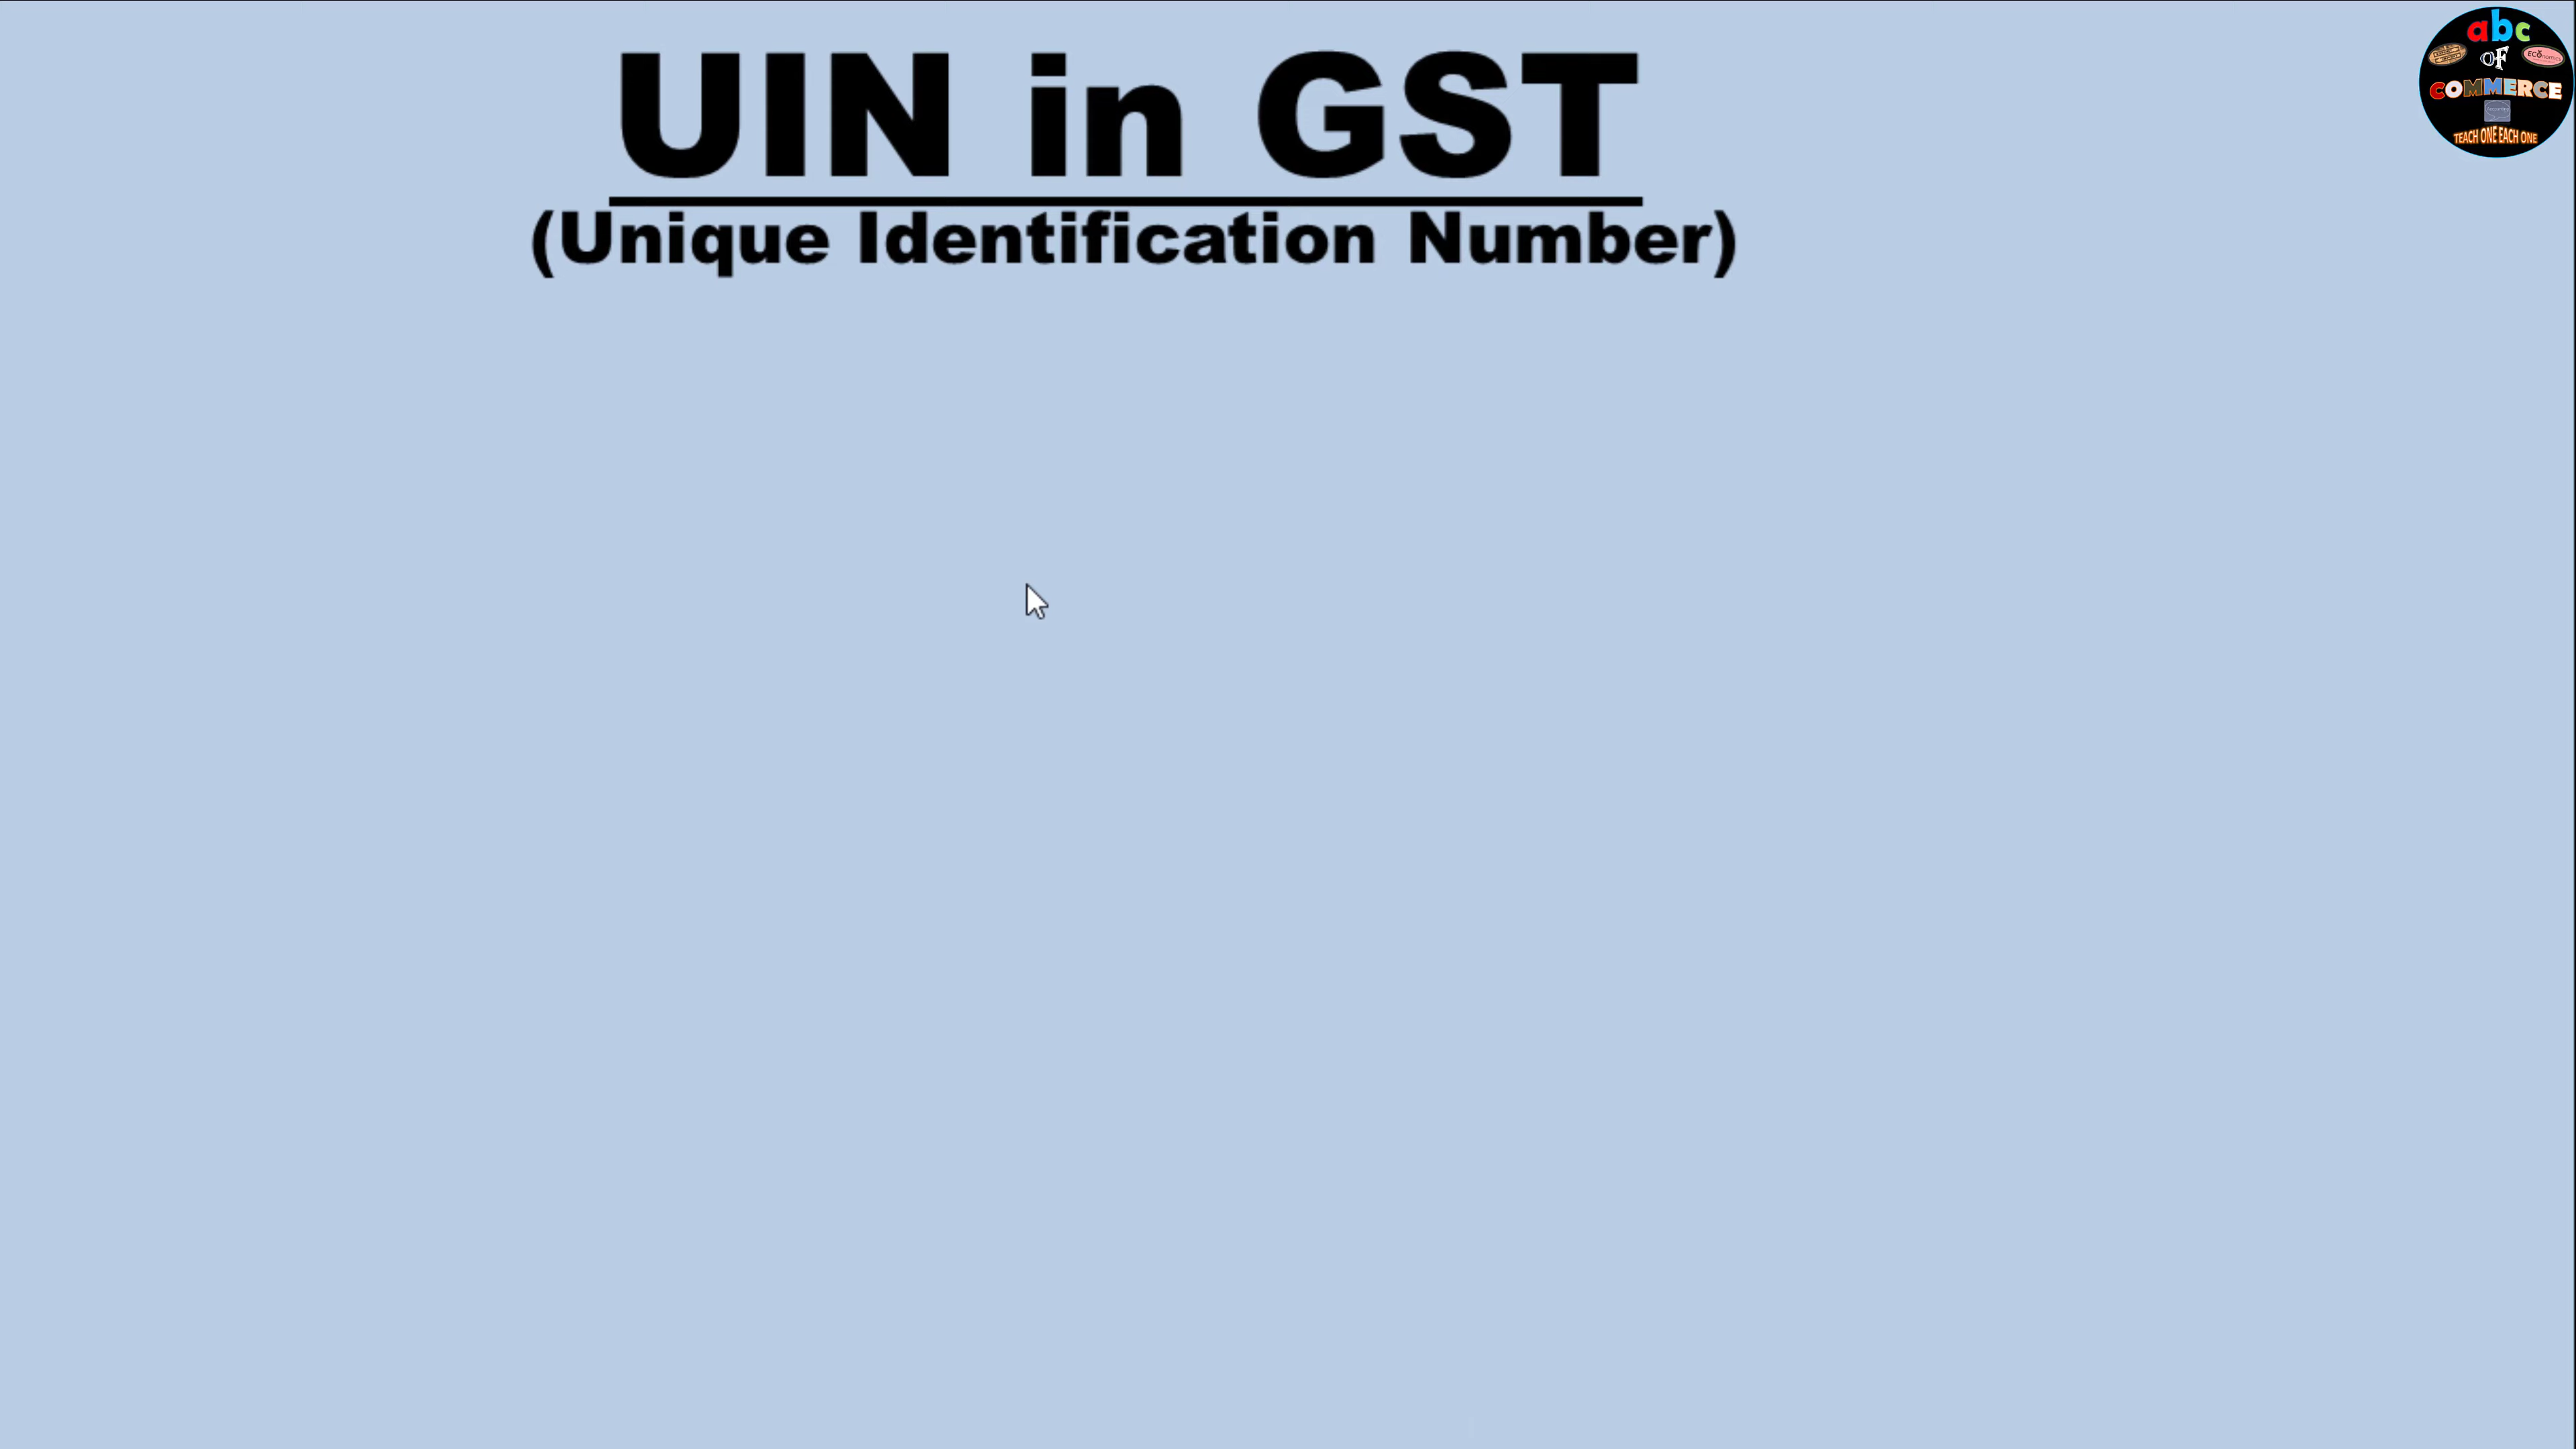 UIN in GST
(Unique Identification Number)
abc
OF
COMMERCE
TEACH ONE EACH ONE